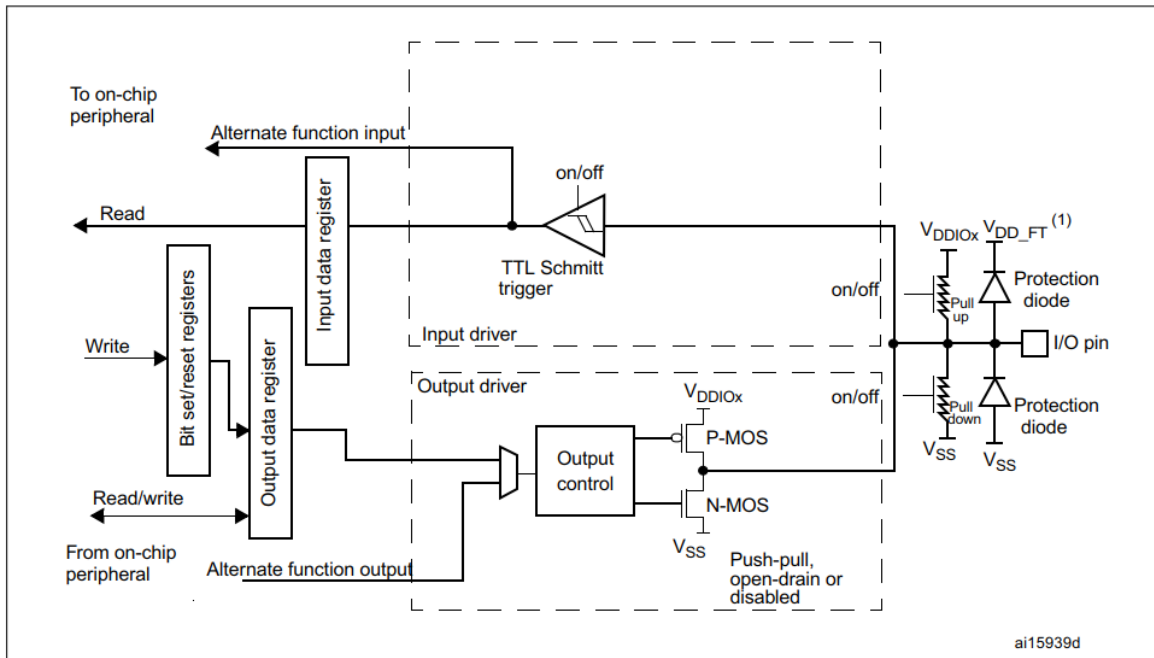 To on-chip
peripheral
Alternate function input
on/off
Read
Input data register
TTL Schmitt
trigger
Input driver
on/off
VDDIOx
VDD_FT (1)
Pull
up
Protection
diode
I/O pin
Write
Bit set/reset registers
Output data register
Output driver
on/off
VDDIOx
P-MOS
Output
control
N-MOS
VSS
Pull
down
VSS
Protection
diode
VSS
Read/write
From on-chip
peripheral
Alternate function output
Push-pull,
open-drain or
disabled
ai15939d